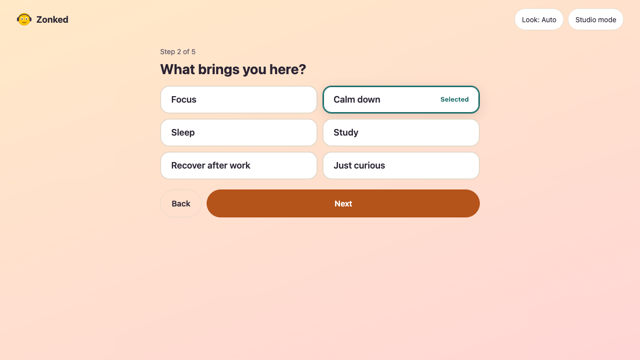 Zonked
Look: Auto
Studio mode
Step 2 of 5
What brings you here?
Focus
Calm down
Selected
Sleep
Study
Recover after work
Just curious
Back
Next